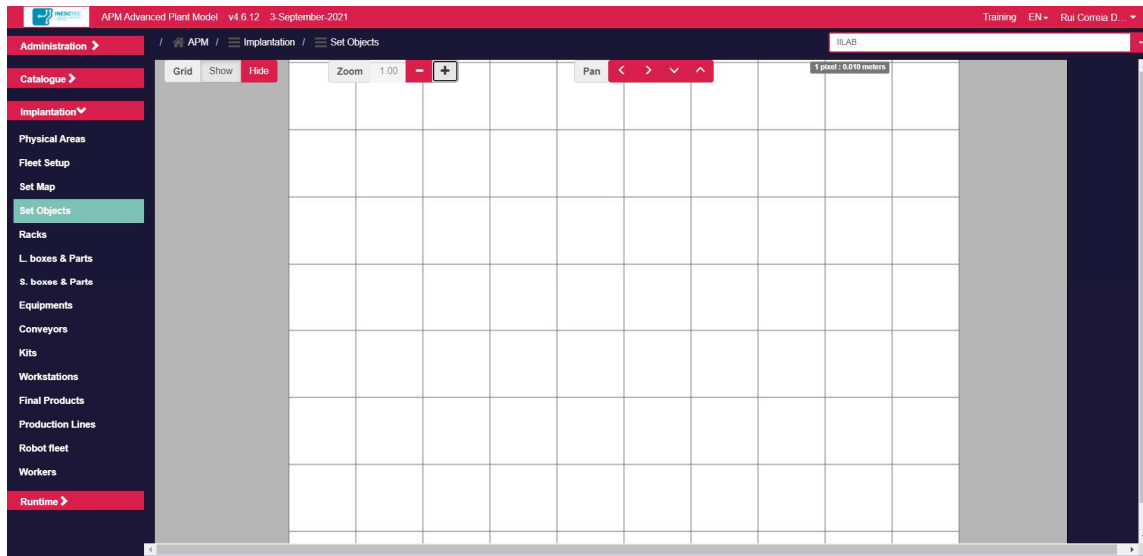 INESCTEC APM Advanced Plant Model v4.6.12 3-September-2021 Training EN Rui Correia D...
Administration
/ APM / Implantation / Set Objects
IILAB
Catalogue
Grid Show Hide Zoom 1.00 - + Pan
1 pixel : 0.010 meters
Implantation
Physical Areas
Fleet Setup
Set Map
Set Objects
Racks
L. boxes & Parts
S. boxes & Parts
Equipments
Conveyors
Kits
Workstations
Final Products
Production Lines
Robot fleet
Workers
Runtime